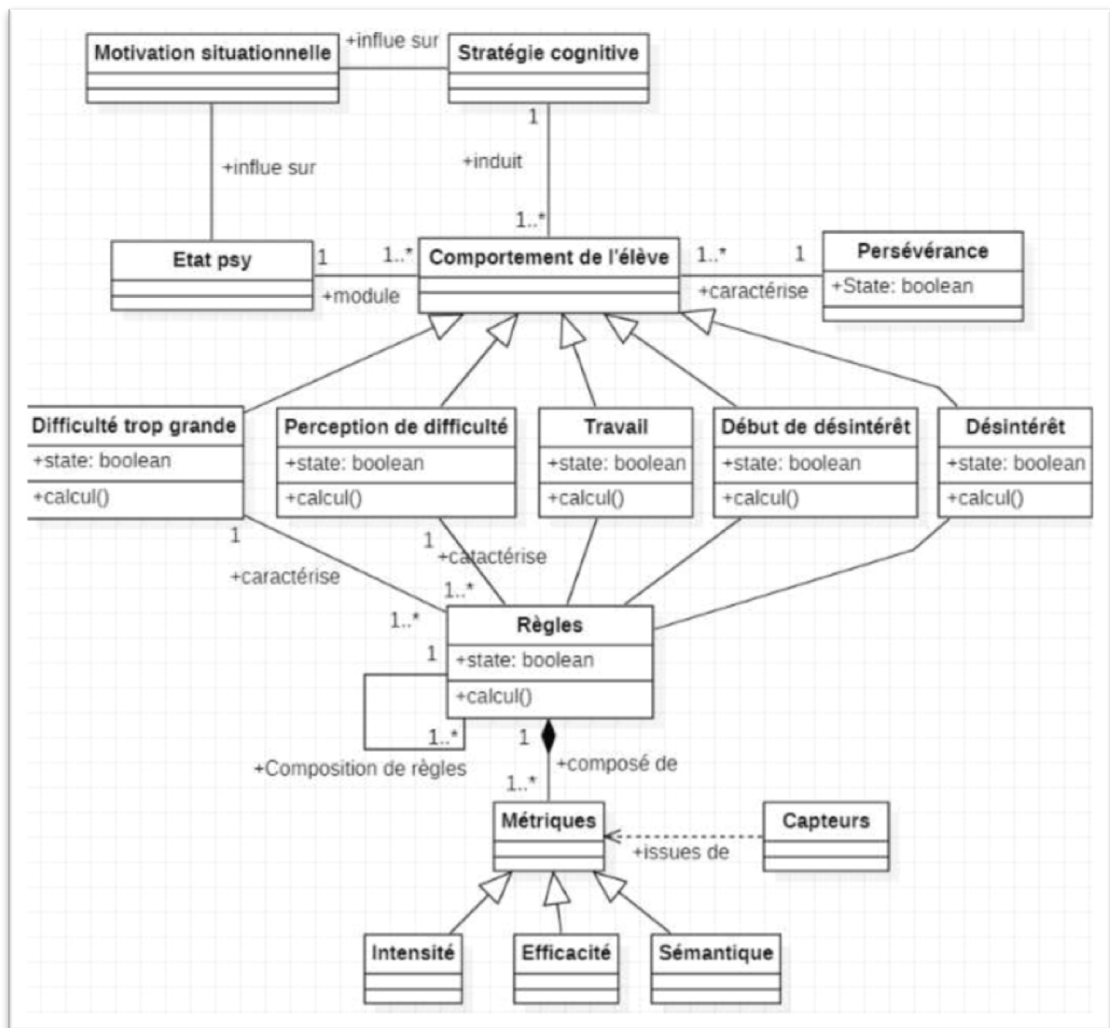 Motivation situationnelle
+influe sur
Stratégie cognitive
1
+influe sur
+induit
1..*
Etat psy
1
1..*
+module
Comportement de l'élève
1..*
1
+caractérise
Persévérance
+State: boolean
Difficulté trop grande
+state: boolean
+calcul()
Perception de difficulté
+state: boolean
+calcul()
Travail
+state: boolean
+calcul()
Début de désintérêt
+state: boolean
+calcul()
Désintérêt
+state: boolean
+calcul()
1
+caractérise
1..*
1
+catactérise
1..*
Règles
+state: boolean
+calcul()
1
1..*
+Composition de règles
1
+composé de
1..*
Métriques
Capteurs
+issues de
Intensité
Efficacité
Sémantique